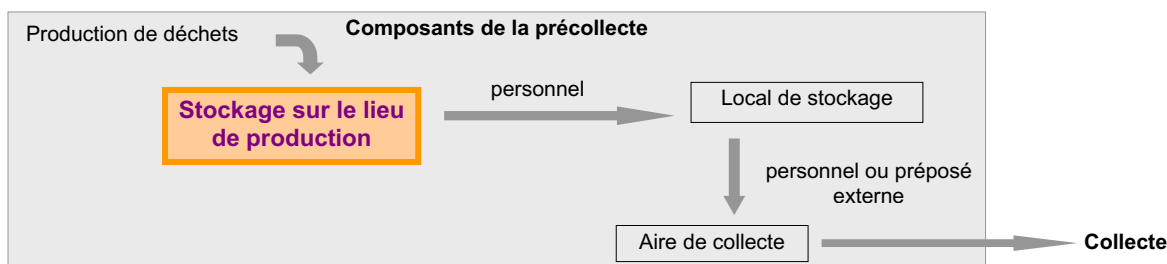 Composants de la précollecte
Production de déchets
Stockage sur le lieu
de production
personnel
Local de stockage
personnel ou préposé
externe
Aire de collecte
Collecte